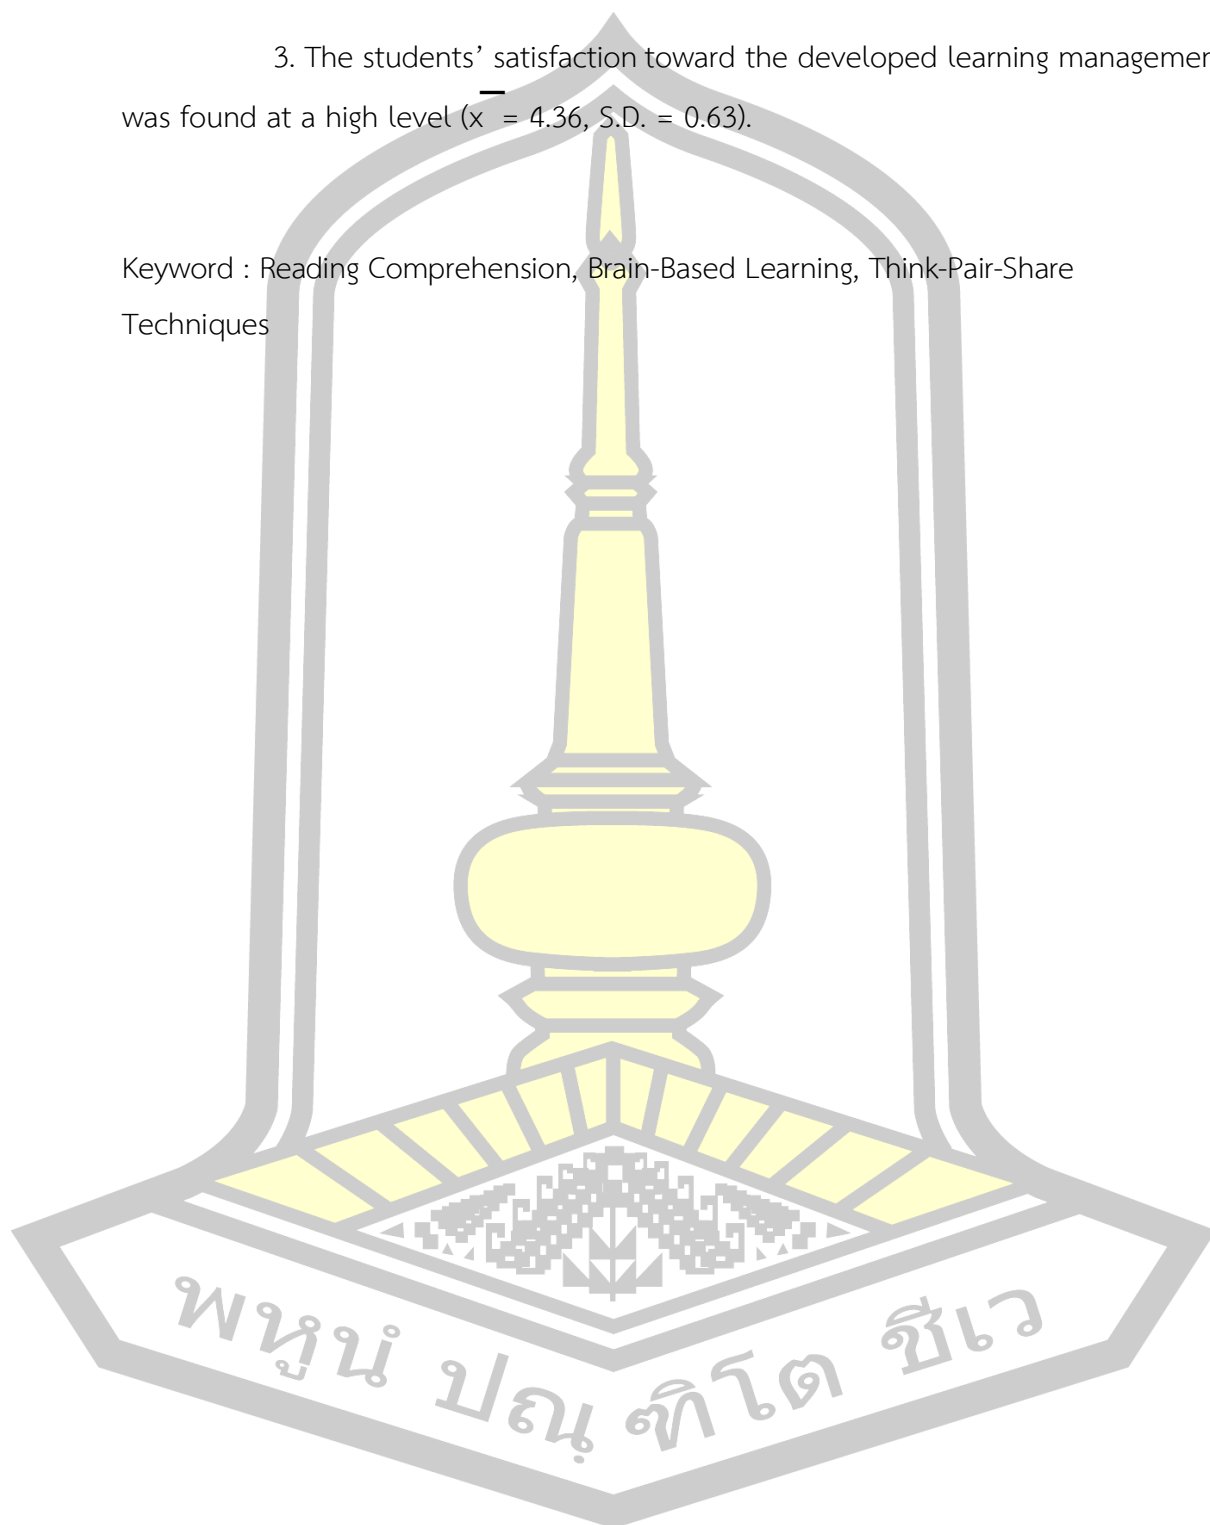 3. The students’ satisfaction toward the developed learning managemen
was found at a high level (x̅ = 4.36, S.D. = 0.63).
Keyword : Reading Comprehension, Brain-Based Learning, Think-Pair-Share
Techniques
พหูนํ ปณฺฑิโต ชีเว